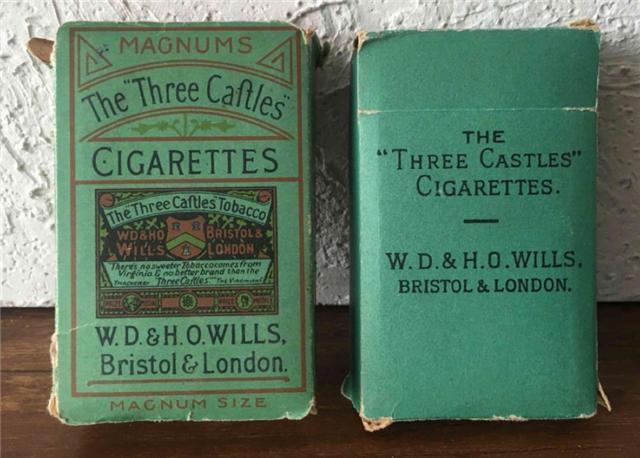 MAGNUMS
The "Three Caſtles"
CIGARETTES
The Three Caſtles Tobacco
W.D.& H.O. BRISTOL &
WILLS LONDON
There's no sweeter Tobacco comes from
Virginia & no better brand than the
"Three Caſtles" The Virginians
W.D.& H.O.WILLS,
Bristol & London.
MAGNUM SIZE
THE
"THREE CASTLES"
CIGARETTES.
W.D.& H.O.WILLS,
BRISTOL & LONDON.